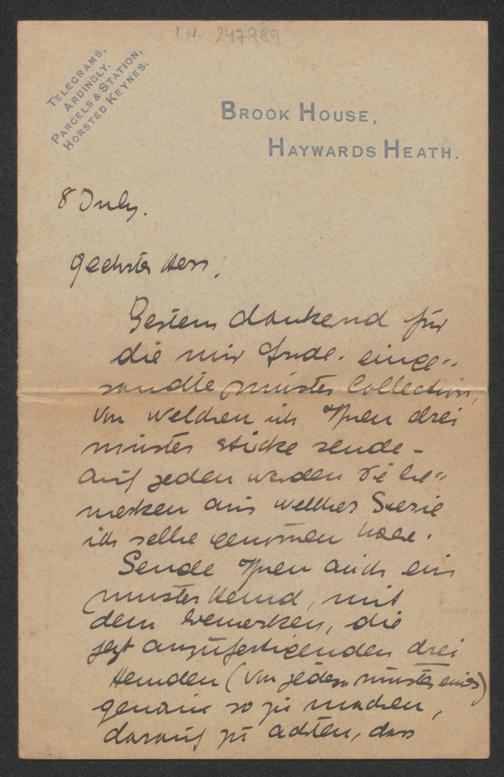 I.N. 247989
TELEGRAMS,
ARDINGLY.
PARCELS & STATION,
HORSTED KEYNES.
BROOK HOUSE,
HAYWARDS HEATH.
8 July.
Geehrter Herr!
Bestens dankend für
die mir einge-
sandte muster Collection,
von welchen ich Ihnen drei
muster stücke sende -
auf jeden werden Sie be-
merken aus welcher Serie
ich selbe genommen habe.
Sende Ihnen auch ein
musterhemd, mit
dem bemerken, die
jezt anzufertigenden drei
Hemden (von jedem muster eines)
genau so zu machen,
darauf zu achten, dass